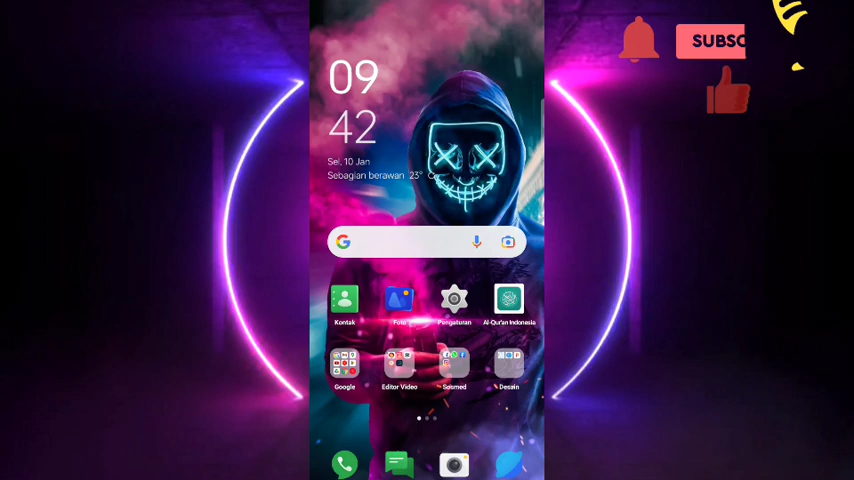 SUBSC
09
42
Sel, 10 Jan
Sebagian berawan 23° C
Kontak
Foto
Pengaturan
Al-Qur'an Indonesia
Google
Editor Video
Sosmed
Desain